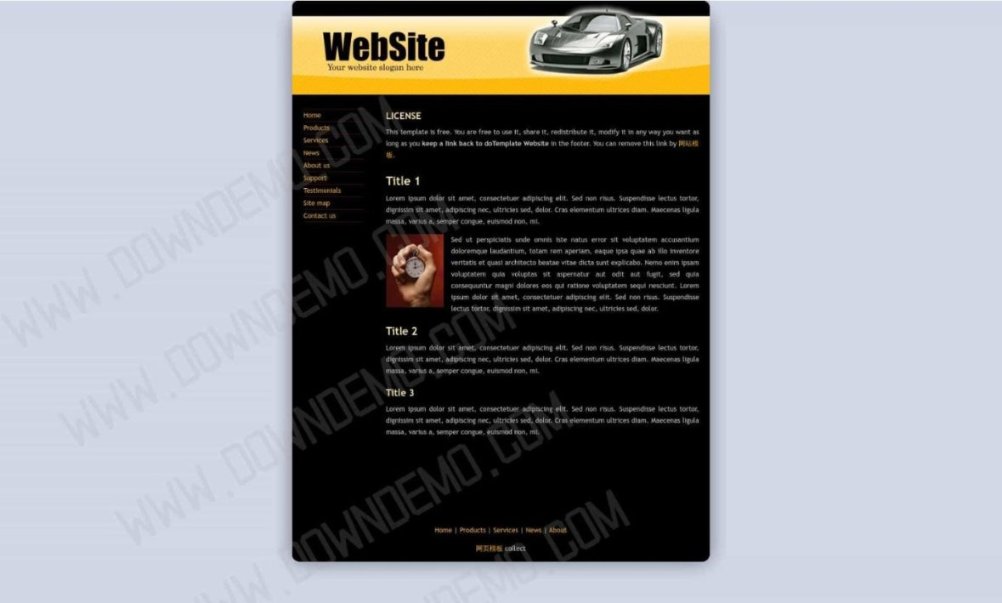 WebSite
Your website slogan here
Home
Products
Services
News
About us
Support
Testimonials
Site map
Contact us
LICENSE
This template is free. You are free to use it, share it, redistribute it, modify it in any way you want as
long as you keep a link back to doTemplate Website in the footer. You can remove this link by 网站模
板.
Title 1
Lorem ipsum dolor sit amet, consectetuer adipiscing elit. Sed non risus. Suspendisse lectus tortor,
dignissim sit amet, adipiscing nec, ultricies sed, dolor. Cras elementum ultrices diam. Maecenas ligula
massa, varius a, semper congue, euismod non, mi.
Sed ut perspiciatis unde omnis iste natus error sit voluptatem accusantium
doloremque laudantium, totam rem aperiam, eaque ipsa quae ab illo inventore
veritatis et quasi architecto beatae vitae dicta sunt explicabo. Nemo enim ipsam
voluptatem quia voluptas sit aspernatur aut odit aut fugit, sed quia
consequuntur magni dolores eos qui ratione voluptatem sequi nesciunt. Lorem
ipsum dolor sit amet, consectetuer adipiscing elit. Sed non risus. Suspendisse
lectus tortor, dignissim sit amet, adipiscing nec, ultricies sed, dolor.
Title 2
Lorem ipsum dolor sit amet, consectetuer adipiscing elit. Sed non risus. Suspendisse lectus tortor,
dignissim sit amet, adipiscing nec, ultricies sed, dolor. Cras elementum ultrices diam. Maecenas ligula
massa, varius a, semper congue, euismod non, mi.
Title 3
Lorem ipsum dolor sit amet, consectetuer adipiscing elit. Sed non risus. Suspendisse lectus tortor,
dignissim sit amet, adipiscing nec, ultricies sed, dolor. Cras elementum ultrices diam. Maecenas ligula
massa, varius a, semper congue, euismod non, mi.
Home | Products | Services | News | About
网页模板 collect
WWW.DOWNDEMO.COM
WWW.DOWNDEMO.COM
WWW.DOWNDEMO.COM
WWW.DOWNDEMO.COM
WWW.DOWNDEMO.COM